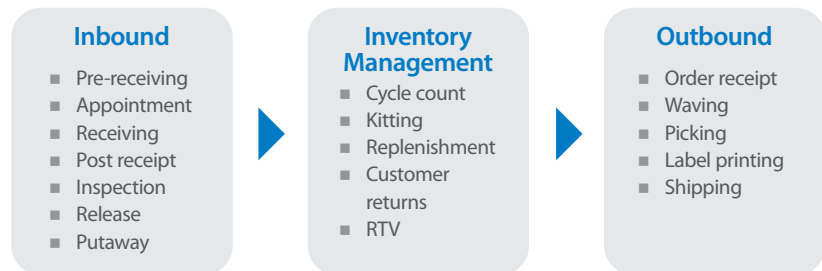 Inbound
■ Pre-receiving
■ Appointment
■ Receiving
■ Post receipt
■ Inspection
■ Release
■ Putaway
Inventory
Management
■ Cycle count
■ Kitting
■ Replenishment
■ Customer
returns
■ RTV
Outbound
■ Order receipt
■ Waving
■ Picking
■ Label printing
■ Shipping